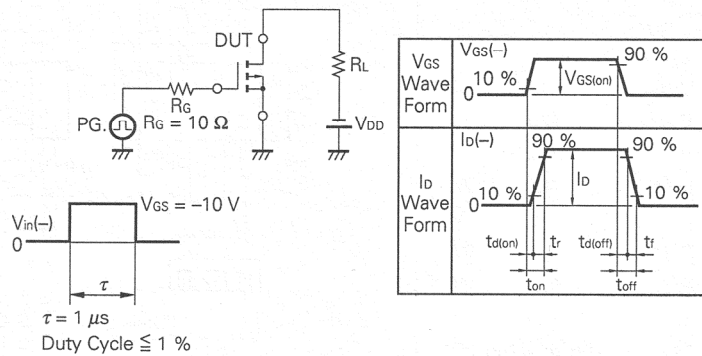 DUT
RL
RG
PG.
RG = 10 Ω
VDD
Vin(−)
0
VGS = −10 V
τ
τ = 1 μs
Duty Cycle ≦ 1 %
VGS
Wave
Form
VGS(−)
10 %
0
VGS(on)
90 %
ID
Wave
Form
ID(−)
90 %
90 %
10 %
0
ID
10 %
td(on)
tr
td(off)
tf
ton
toff